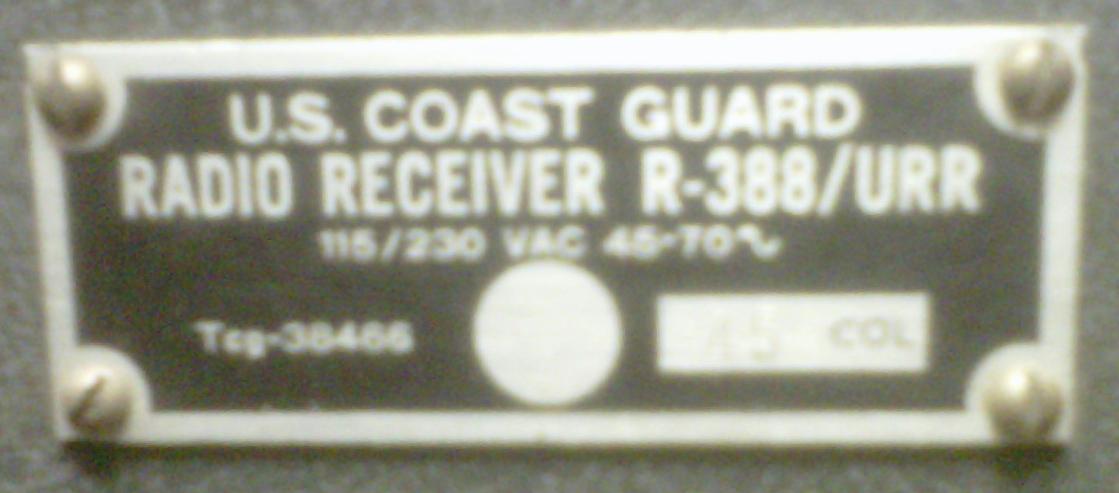 U.S. COAST GUARD
RADIO RECEIVER R-388/URR
115/230 VAC 45-70∿
Tcg-38466
45 COL